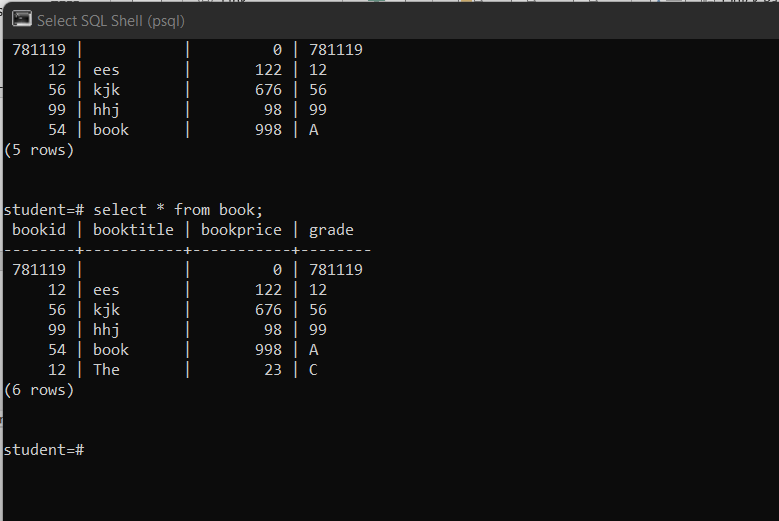 Select SQL Shell (psql)
 781119 |           |         0 | 781119
     12 | ees       |       122 | 12
     56 | kjk       |       676 | 56
     99 | hhj       |        98 | 99
     54 | book      |       998 | A
(5 rows)
student=# select * from book;
 bookid | booktitle | bookprice | grade
--------+-----------+-----------+--------
 781119 |           |         0 | 781119
     12 | ees       |       122 | 12
     56 | kjk       |       676 | 56
     99 | hhj       |        98 | 99
     54 | book      |       998 | A
     12 | The       |        23 | C
(6 rows)
student=#